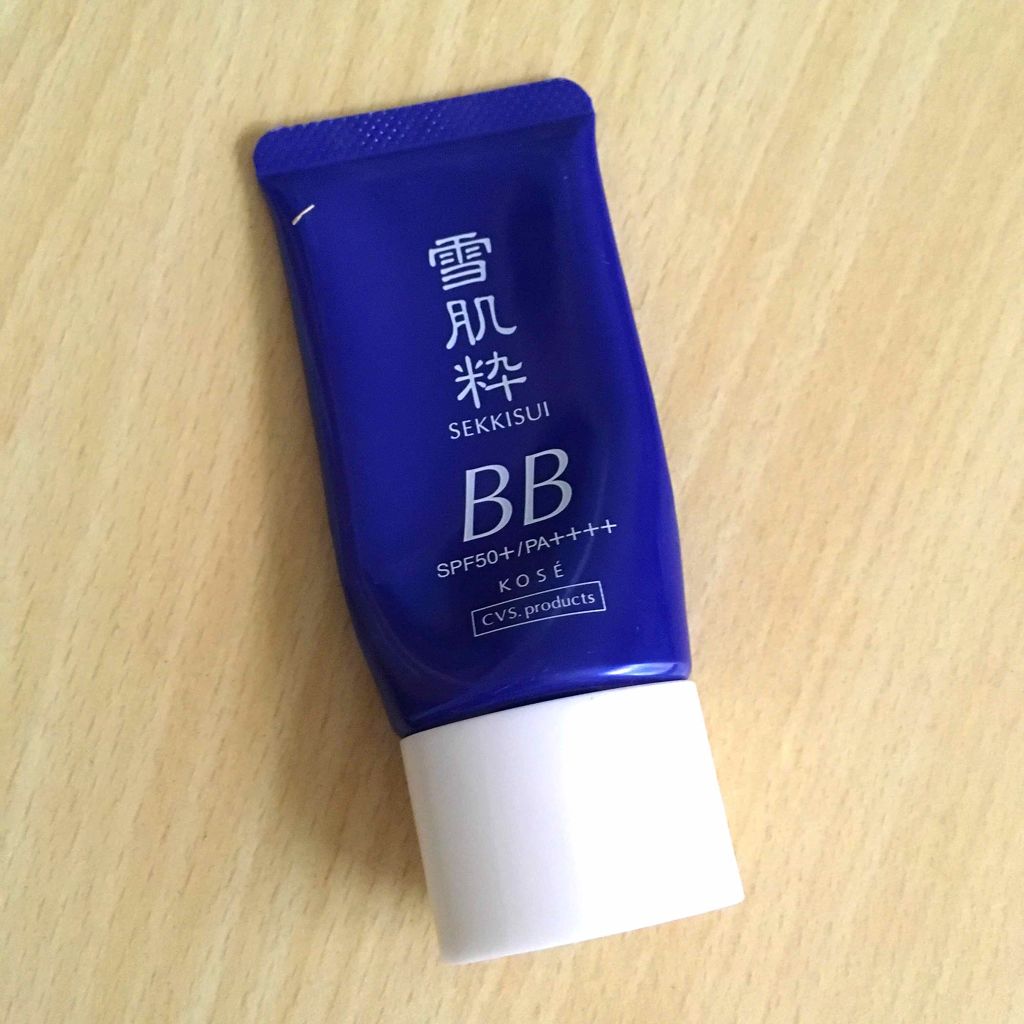 雪肌粋
SEKKISUI
BB
SPF50+/PA++++
KOSÉ
CVS.products